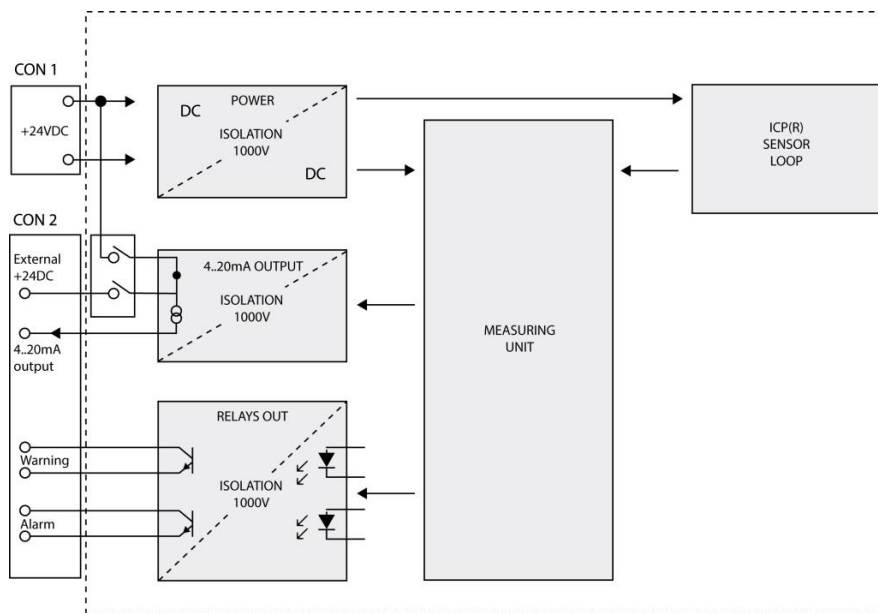 CON 1
+24VDC
DC
POWER
ISOLATION
1000V
DC
ICP(R)
SENSOR
LOOP
CON 2
External
+24DC
4..20mA
output
4..20mA OUTPUT
ISOLATION
1000V
MEASURING
UNIT
Warning
Alarm
RELAYS OUT
ISOLATION
1000V